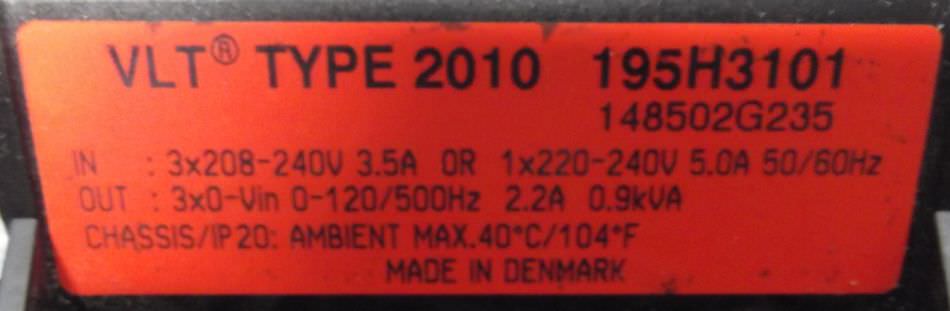 VLT® TYPE 2010 195H3101
148502G235
IN : 3x208-240V 3.5A OR 1x220-240V 5.0A 50/60Hz
OUT : 3x0-Vin 0-120/500Hz 2.2A 0.9kVA
CHASSIS/IP20: AMBIENT MAX.40°C/104°F
MADE IN DENMARK